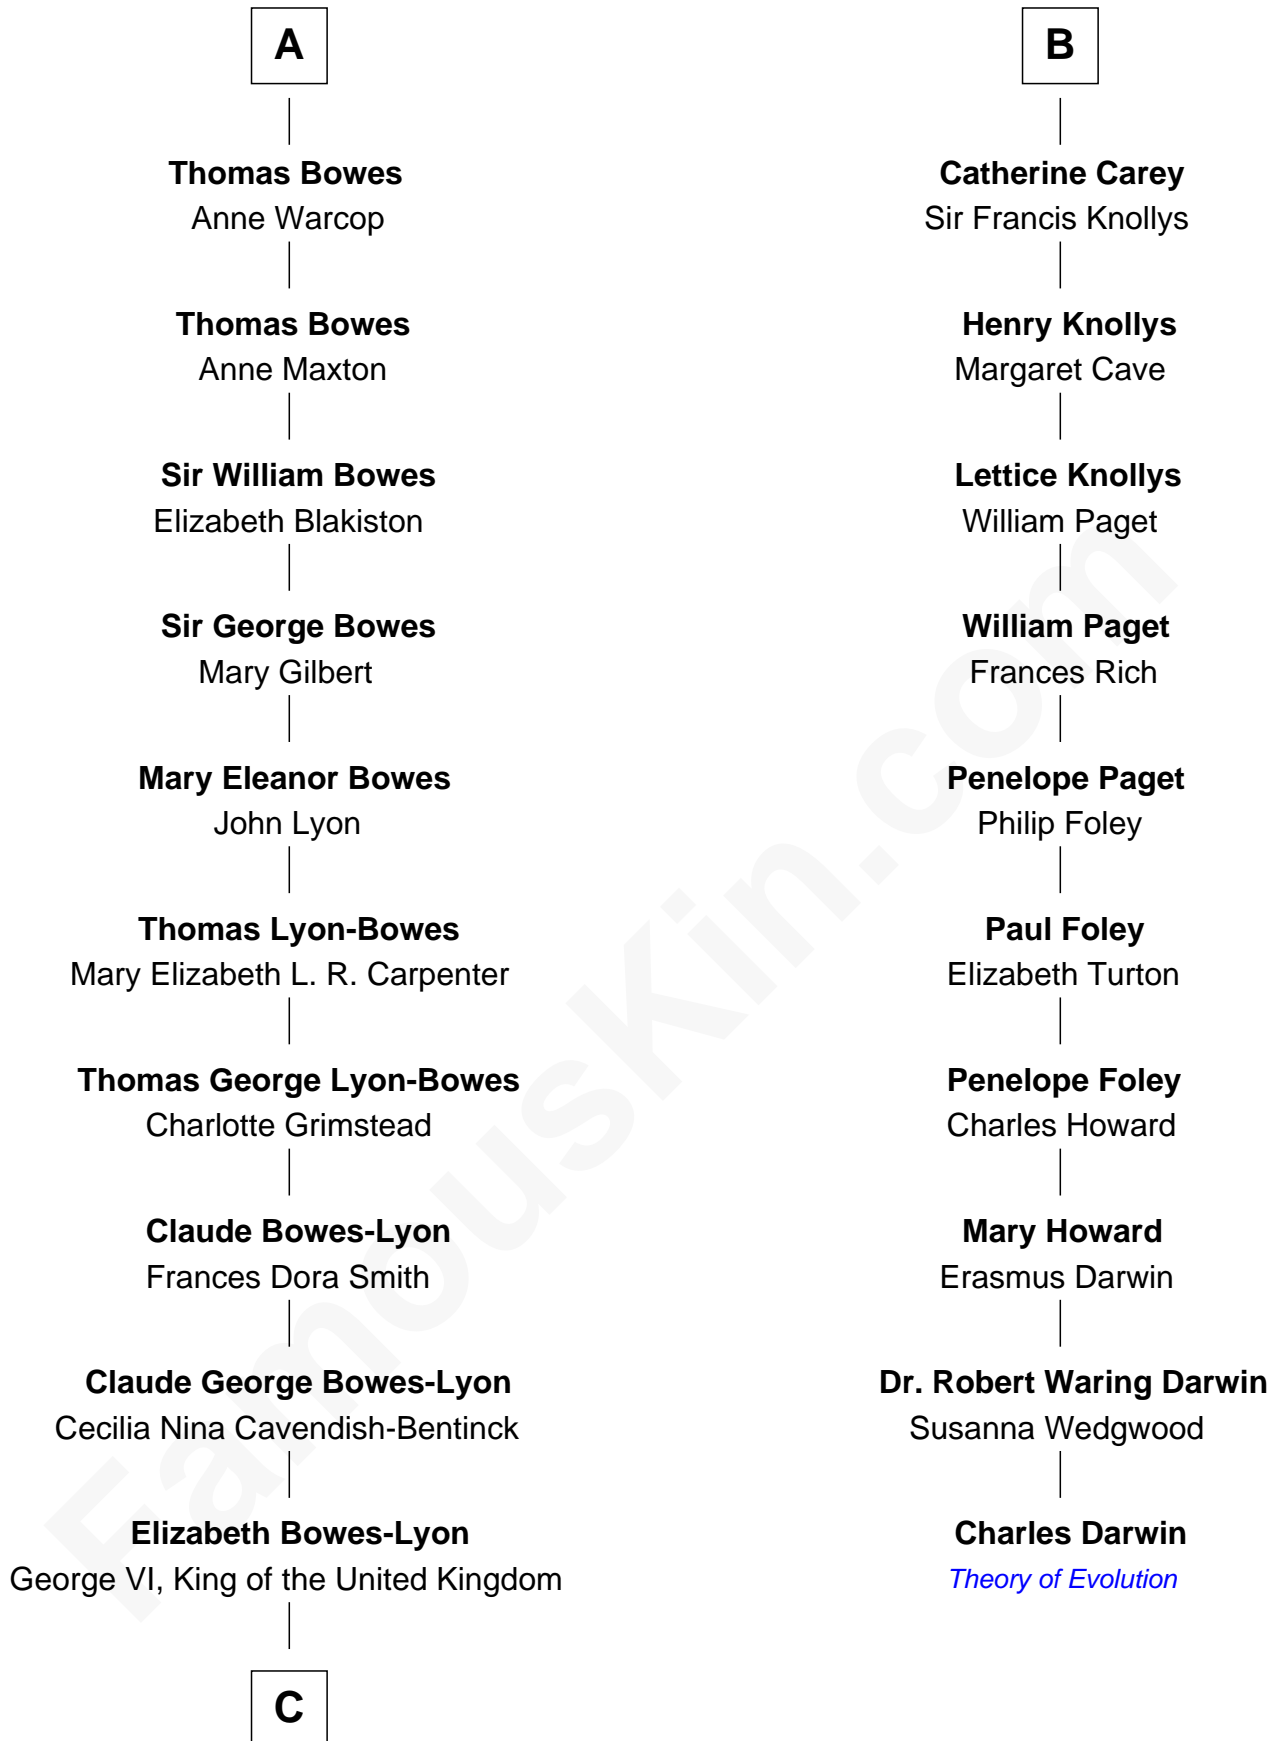 A
Thomas Bowes
Anne Warcop
Thomas Bowes
Anne Maxton
Sir William Bowes
Elizabeth Blakiston
Sir George Bowes
Mary Gilbert
Mary Eleanor Bowes
John Lyon
Thomas Lyon-Bowes
Mary Elizabeth L. R. Carpenter
Thomas George Lyon-Bowes
Charlotte Grimstead
Claude Bowes-Lyon
Frances Dora Smith
Claude George Bowes-Lyon
Cecilia Nina Cavendish-Bentinck
Elizabeth Bowes-Lyon
George VI, King of the United Kingdom
C
B
Catherine Carey
Sir Francis Knollys
Henry Knollys
Margaret Cave
Lettice Knollys
William Paget
William Paget
Frances Rich
Penelope Paget
Philip Foley
Paul Foley
Elizabeth Turton
Penelope Foley
Charles Howard
Mary Howard
Erasmus Darwin
Dr. Robert Waring Darwin
Susanna Wedgwood
Charles Darwin
Theory of Evolution
FamousKin.com